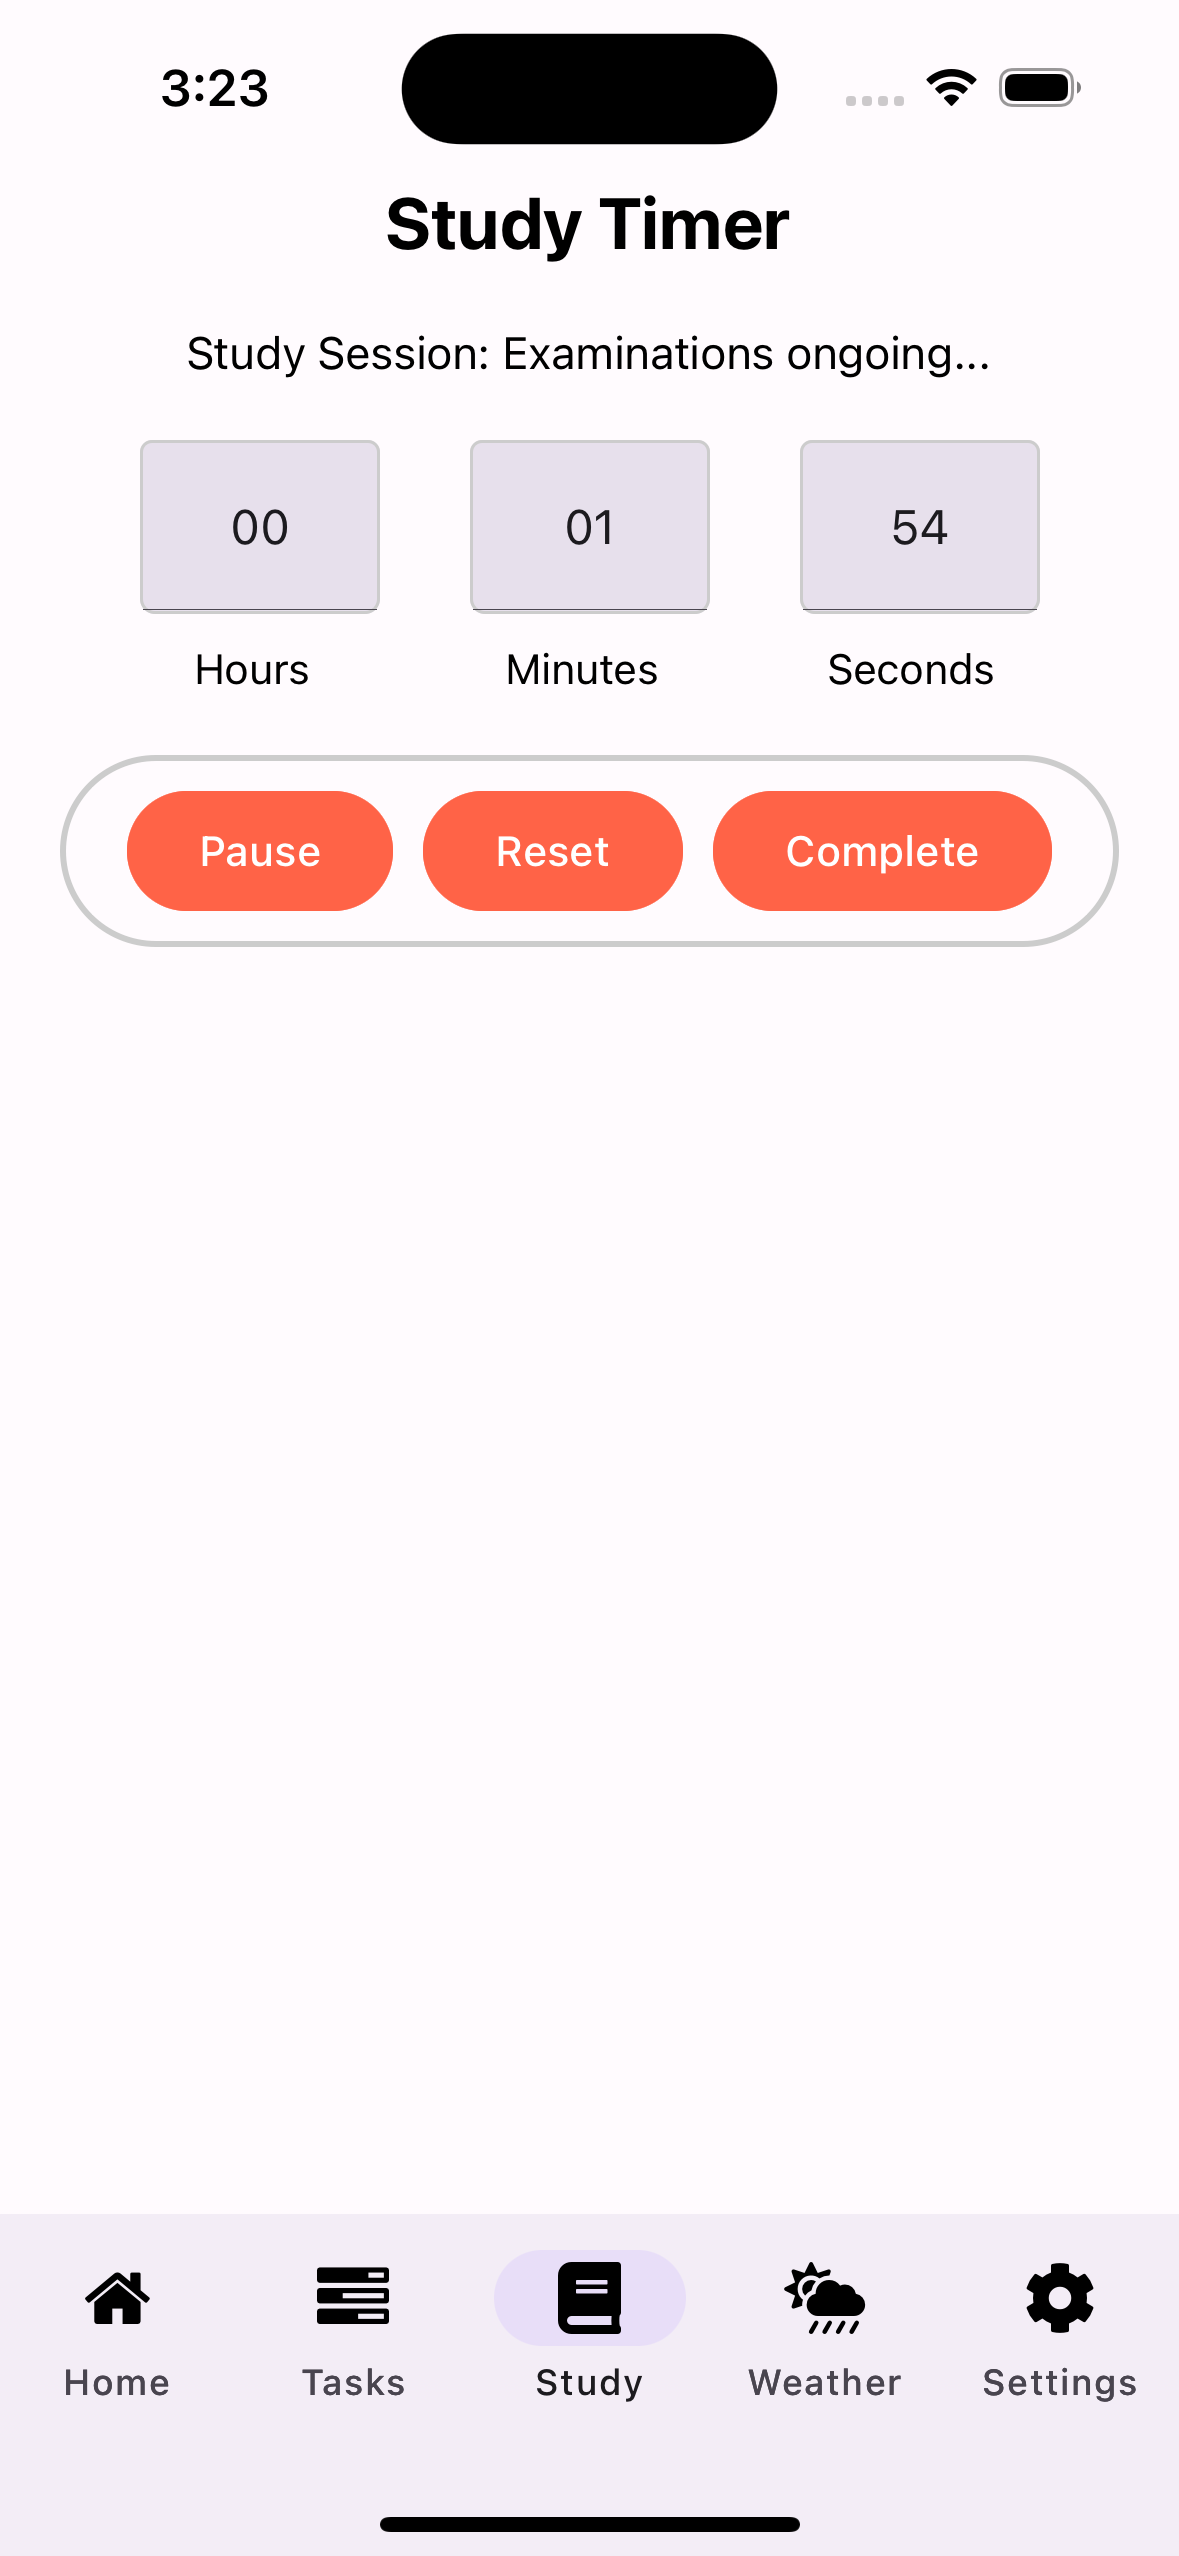 3:23
Study Timer
Study Session: Examinations ongoing...
00 01 54
Hours Minutes Seconds
Pause Reset Complete
Home Tasks Study Weather Settings